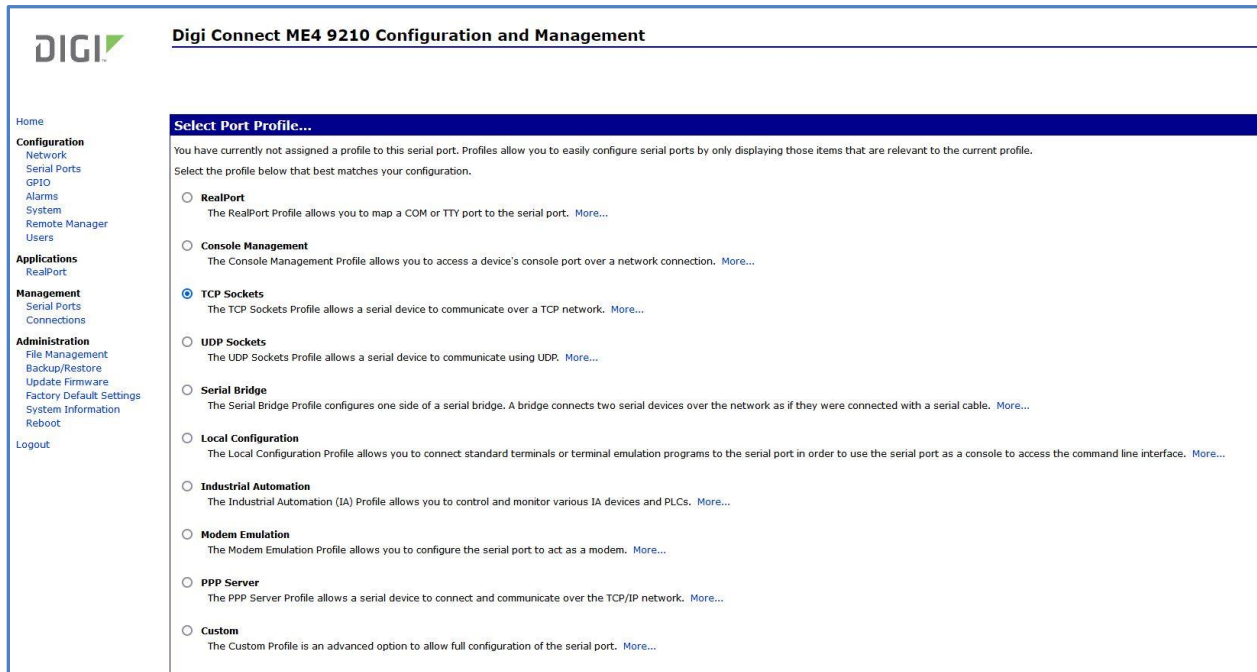 DIGI
Digi Connect ME4 9210 Configuration and Management
Home
Configuration
Network
Serial Ports
GPIO
Alarms
System
Remote Manager
Users
Applications
RealPort
Management
Serial Ports
Connections
Administration
File Management
Backup/Restore
Update Firmware
Factory Default Settings
System Information
Reboot
Logout
Select Port Profile...
You have currently not assigned a profile to this serial port. Profiles allow you to easily configure serial ports by only displaying those items that are relevant to the current profile.
Select the profile below that best matches your configuration.
RealPort
The RealPort Profile allows you to map a COM or TTY port to the serial port. More...
Console Management
The Console Management Profile allows you to access a device's console port over a network connection. More...
TCP Sockets
The TCP Sockets Profile allows a serial device to communicate over a TCP network. More...
UDP Sockets
The UDP Sockets Profile allows a serial device to communicate using UDP. More...
Serial Bridge
The Serial Bridge Profile configures one side of a serial bridge. A bridge connects two serial devices over the network as if they were connected with a serial cable. More...
Local Configuration
The Local Configuration Profile allows you to connect standard terminals or terminal emulation programs to the serial port in order to use the serial port as a console to access the command line interface. More...
Industrial Automation
The Industrial Automation (IA) Profile allows you to control and monitor various IA devices and PLCs. More...
Modem Emulation
The Modem Emulation Profile allows you to configure the serial port to act as a modem. More...
PPP Server
The PPP Server Profile allows a serial device to connect and communicate over the TCP/IP network. More...
Custom
The Custom Profile is an advanced option to allow full configuration of the serial port. More...